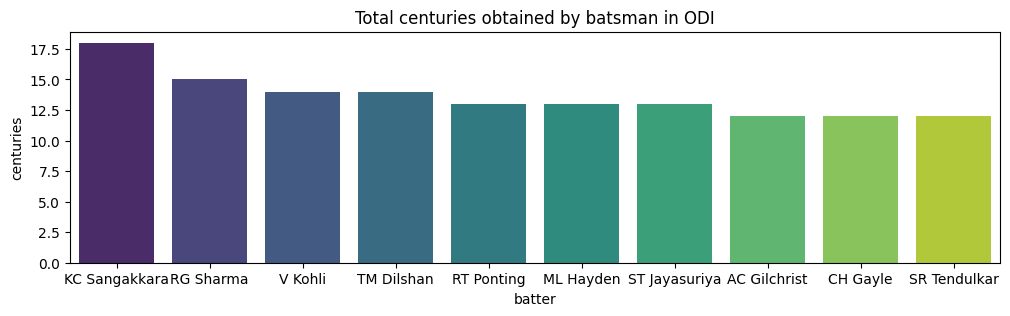 Total centuries obtained by batsman in ODI
centuries
17.5
15.0
12.5
10.0
7.5
5.0
2.5
0.0
KC Sangakkara RG Sharma V Kohli TM Dilshan RT Ponting ML Hayden ST Jayasuriya AC Gilchrist CH Gayle SR Tendulkar
batter